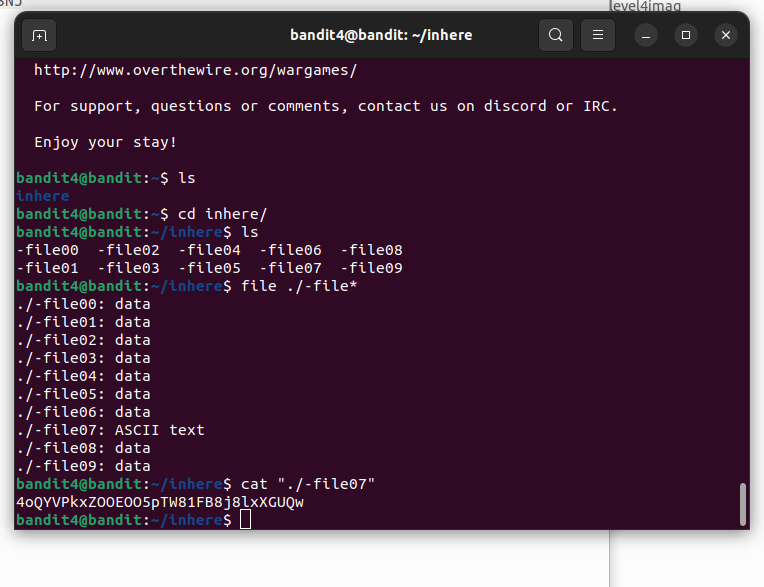 SNJ
level4imag
bandit4@bandit: ~/inhere
http://www.overthewire.org/wargames/
For support, questions or comments, contact us on discord or IRC.
Enjoy your stay!
bandit4@bandit:~$ ls
inhere
bandit4@bandit:~$ cd inhere/
bandit4@bandit:~/inhere$ ls
-file00  -file02  -file04  -file06  -file08
-file01  -file03  -file05  -file07  -file09
bandit4@bandit:~/inhere$ file ./-file*
./-file00: data
./-file01: data
./-file02: data
./-file03: data
./-file04: data
./-file05: data
./-file06: data
./-file07: ASCII text
./-file08: data
./-file09: data
bandit4@bandit:~/inhere$ cat "./-file07"
4oQYVPkxZOOEOO5pTW81FB8j8lxXGUQw
bandit4@bandit:~/inhere$